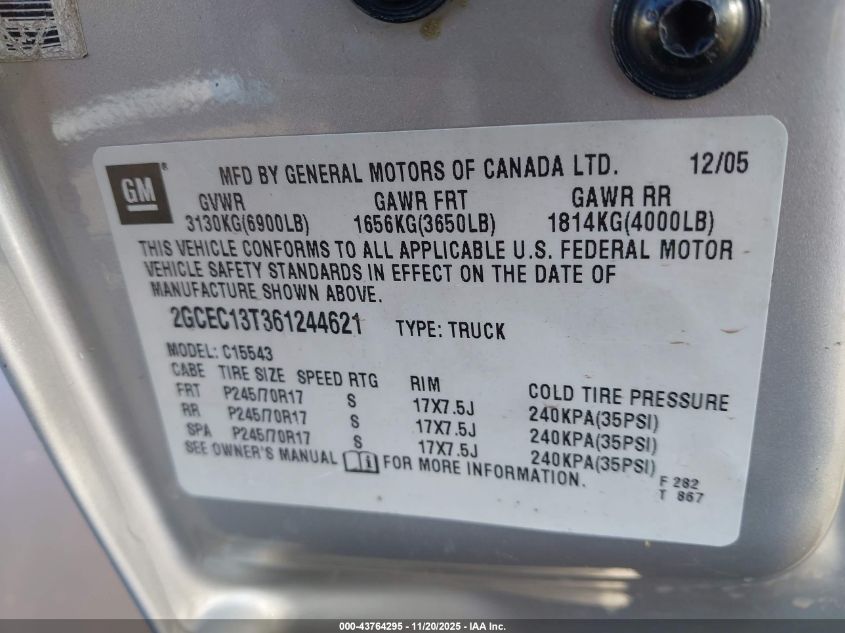 GM MFD BY GENERAL MOTORS OF CANADA LTD. 12/05
GVWR GAWR FRT GAWR RR
3130KG(6900LB) 1656KG(3650LB) 1814KG(4000LB)
THIS VEHICLE CONFORMS TO ALL APPLICABLE U.S. FEDERAL MOTOR
VEHICLE SAFETY STANDARDS IN EFFECT ON THE DATE OF
MANUFACTURE SHOWN ABOVE.
2GCEC13T361244621 TYPE: TRUCK
MODEL: C15543
CABE TIRE SIZE SPEED RTG RIM COLD TIRE PRESSURE
FRT P245/70R17 S 17X7.5J 240KPA(35PSI)
RR P245/70R17 S 17X7.5J 240KPA(35PSI)
SPA P245/70R17 S 17X7.5J 240KPA(35PSI)
SEE OWNER'S MANUAL FOR MORE INFORMATION.
F 282
T 867
000-43764295 - 11/20/2025 - IAA Inc.